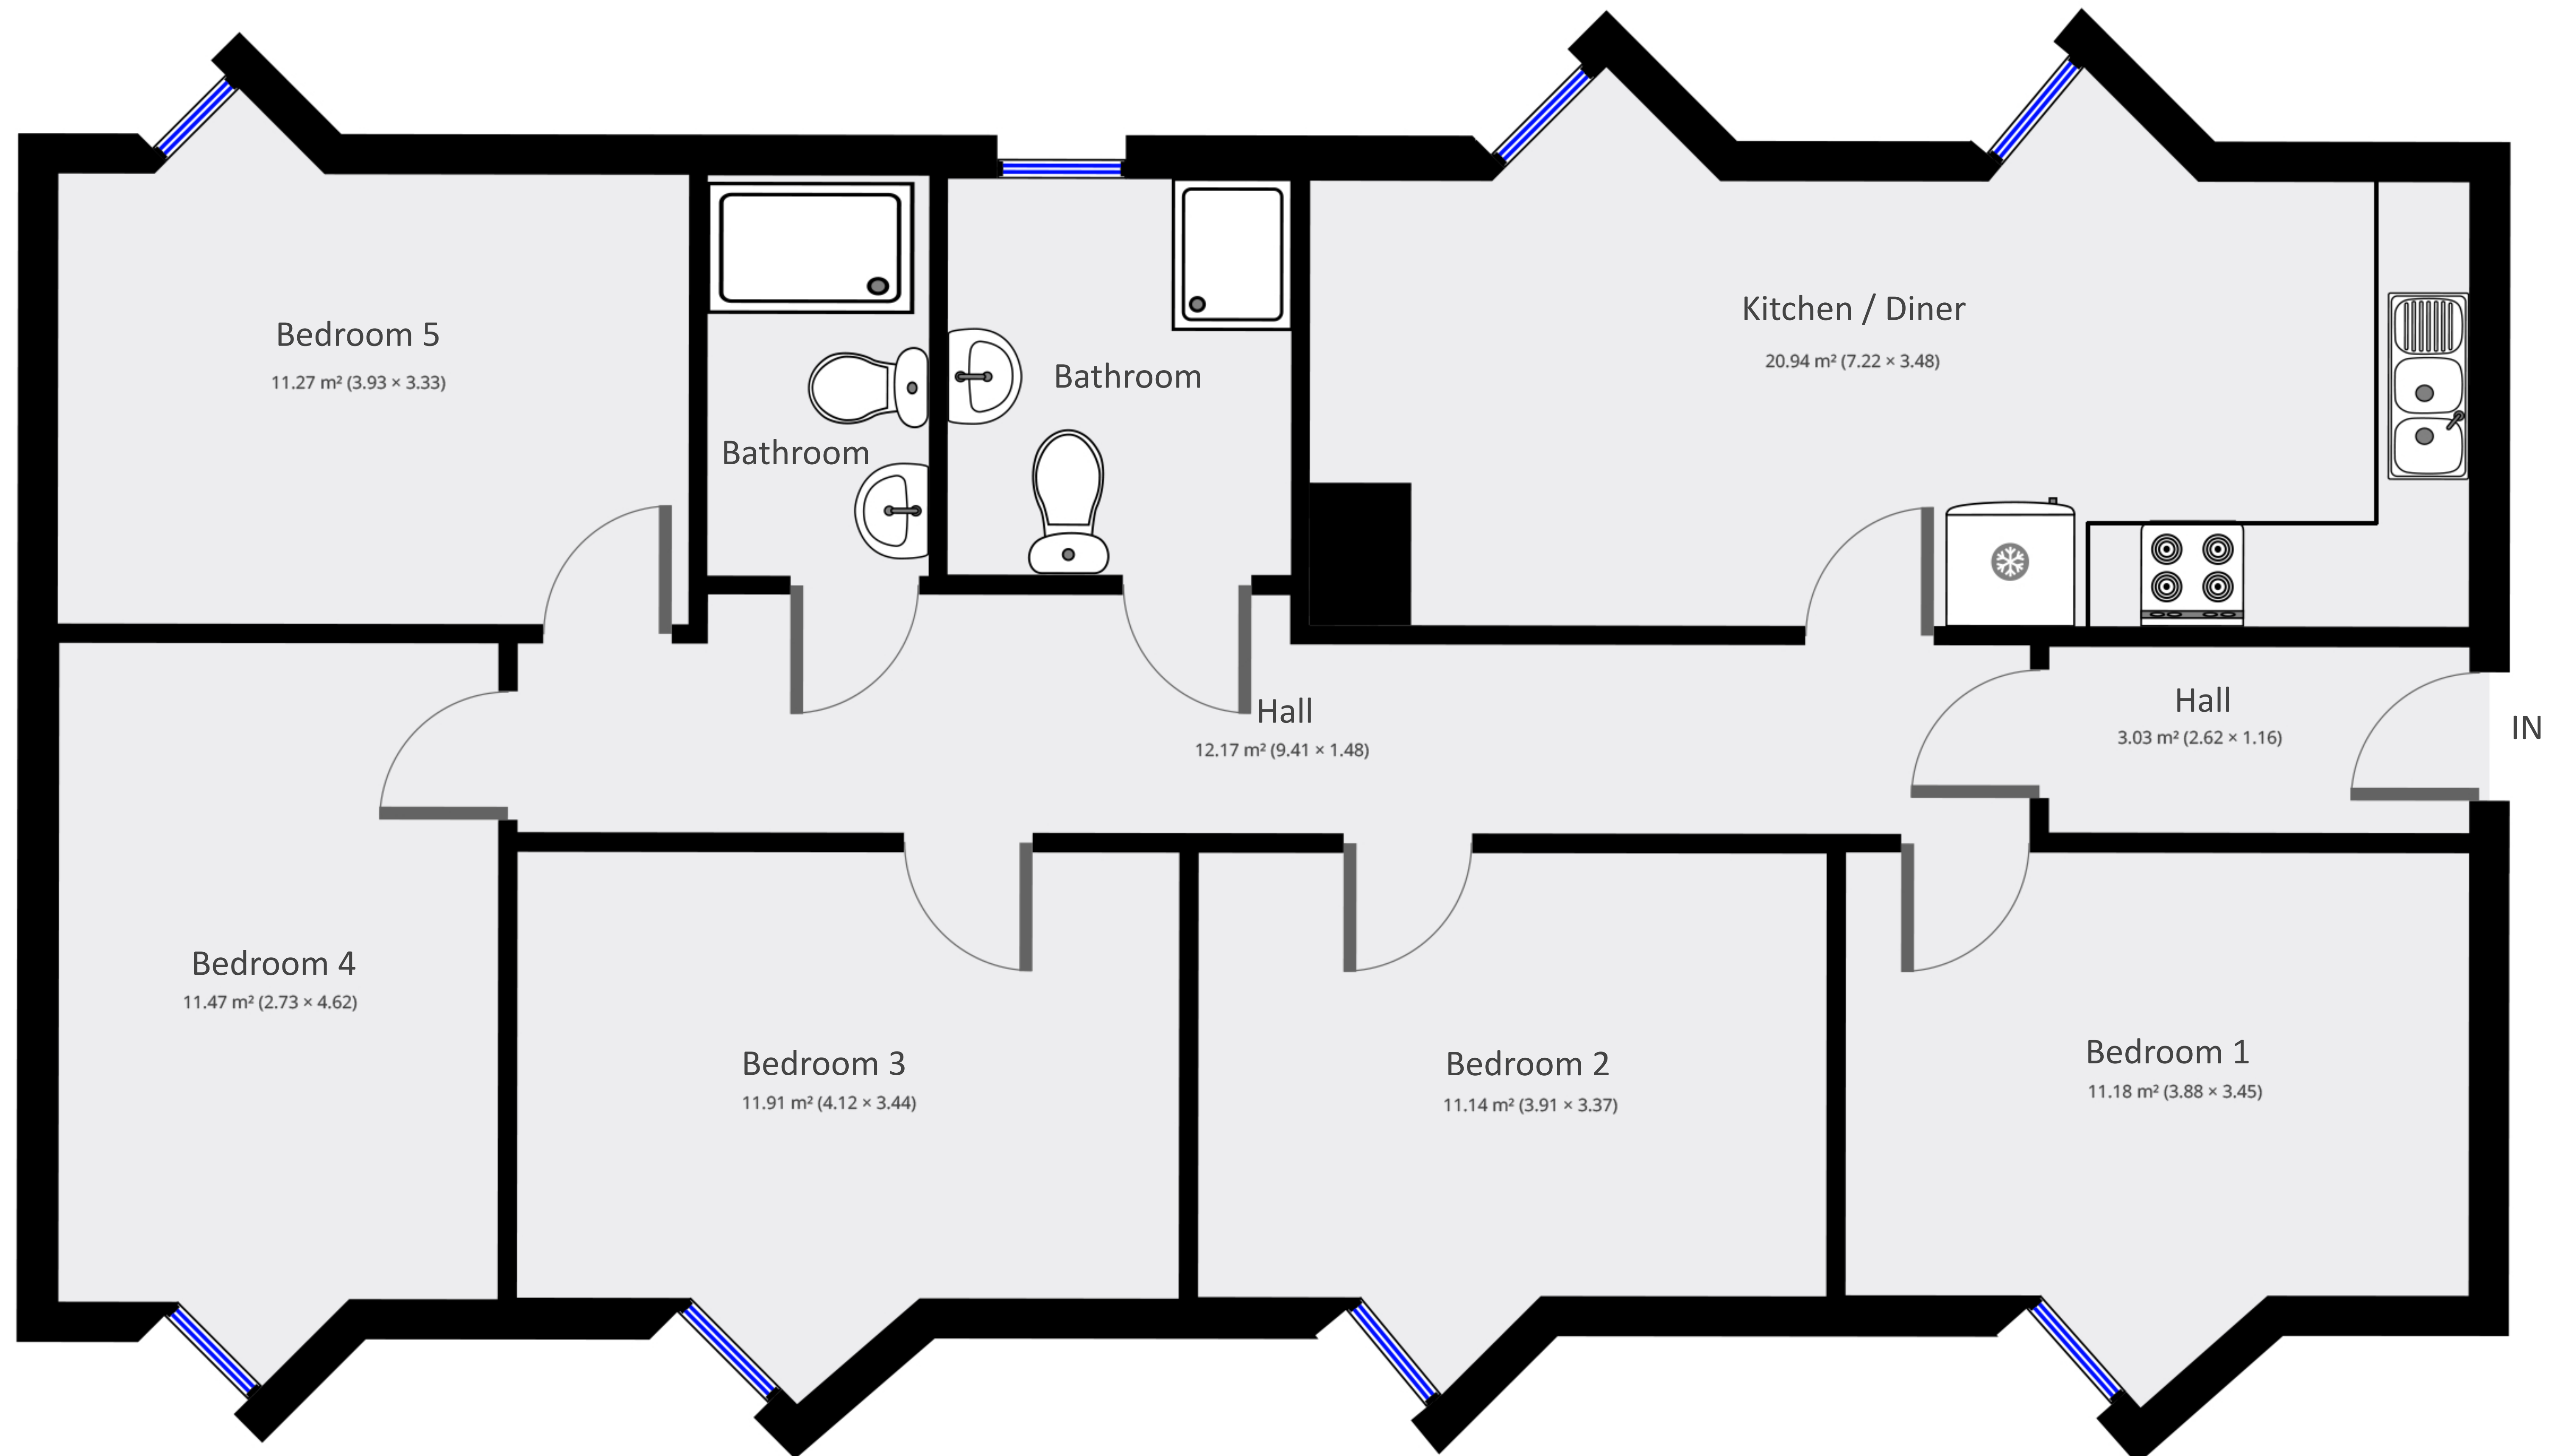 Bedroom 5
11.27 m² (3.93 × 3.33)
Bathroom
Bathroom
Kitchen / Diner
20.94 m² (7.22 × 3.48)
Hall
12.17 m² (9.41 × 1.48)
Hall
3.03 m² (2.62 × 1.16)
IN
Bedroom 4
11.47 m² (2.73 × 4.62)
Bedroom 3
11.91 m² (4.12 × 3.44)
Bedroom 2
11.14 m² (3.91 × 3.37)
Bedroom 1
11.18 m² (3.88 × 3.45)